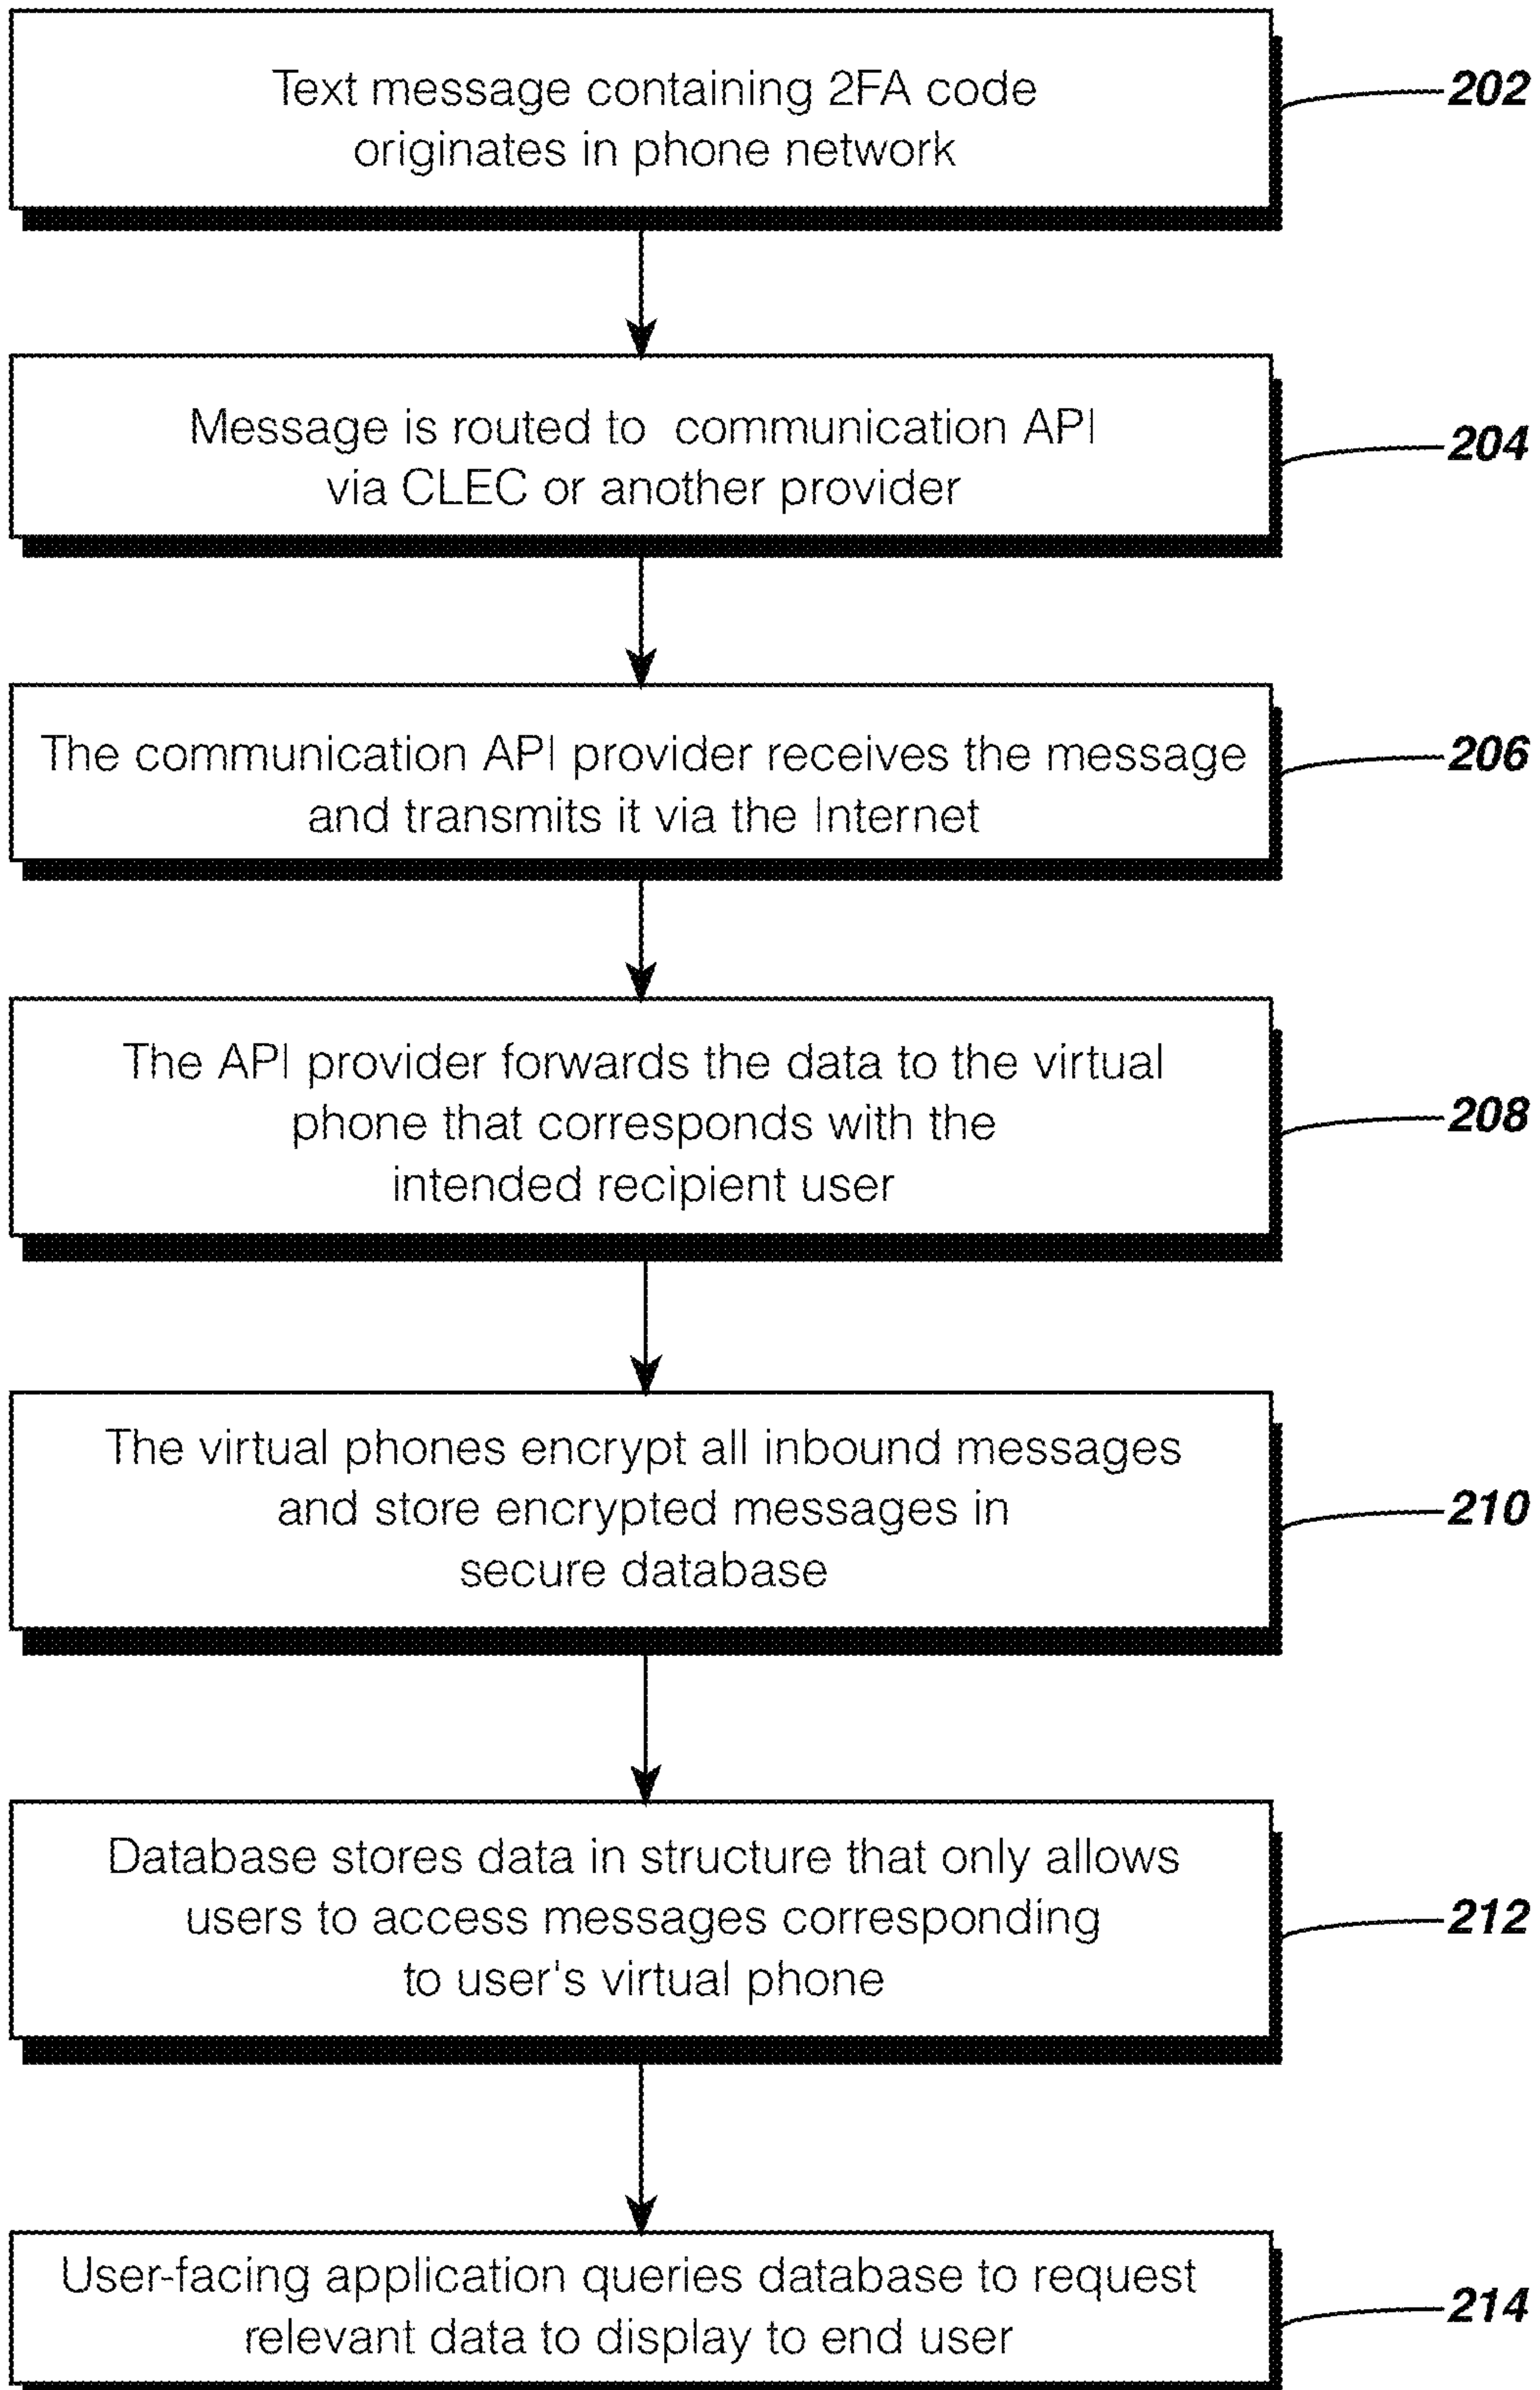 Text message containing 2FA code
originates in phone network
202
Message is routed to communication API
via CLEC or another provider
204
The communication API provider receives the message
and transmits it via the Internet
206
The API provider forwards the data to the virtual
phone that corresponds with the
intended recipient user
208
The virtual phones encrypt all inbound messages
and store encrypted messages in
secure database
210
Database stores data in structure that only allows
users to access messages corresponding
to user's virtual phone
212
User-facing application queries database to request
relevant data to display to end user
214